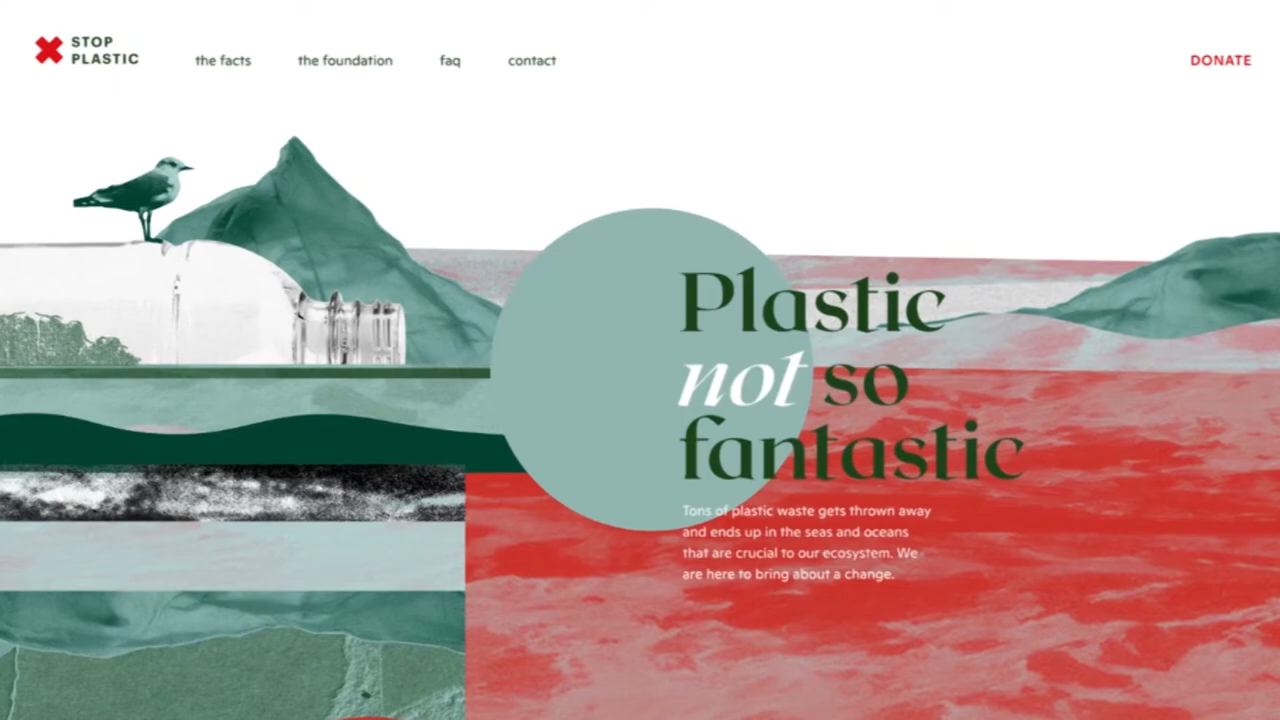 STOP
PLASTIC
the facts
the foundation
faq
contact
DONATE
Plastic
not so
fantastic
Tons of plastic waste gets thrown away
and ends up in the seas and oceans
that are crucial to our ecosystem. We
are here to bring about a change.